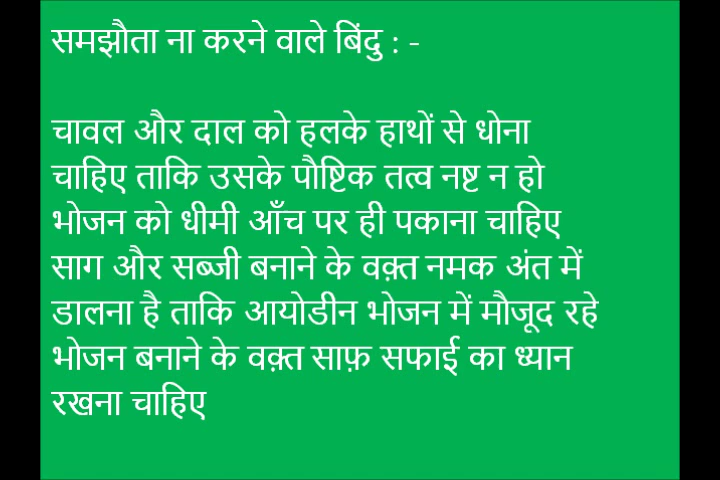 समझौता ना करने वाले बिंदु : -
चावल और दाल को हलके हाथों से धोना
चाहिए ताकि उसके पौष्टिक तत्व नष्ट न हो
भोजन को धीमी आँच पर ही पकाना चाहिए
साग और सब्जी बनाने के वक़्त नमक अंत में
डालना है ताकि आयोडीन भोजन में मौजूद रहे
भोजन बनाने के वक़्त साफ़ सफाई का ध्यान
रखना चाहिए